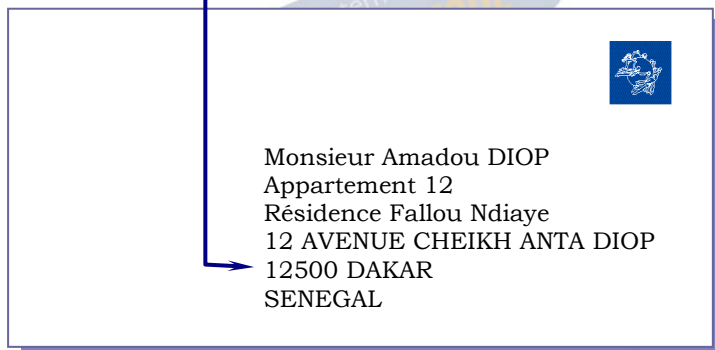 Monsieur Amadou DIOP
Appartement 12
Résidence Fallou Ndiaye
12 AVENUE CHEIKH ANTA DIOP
12500 DAKAR
SENEGAL